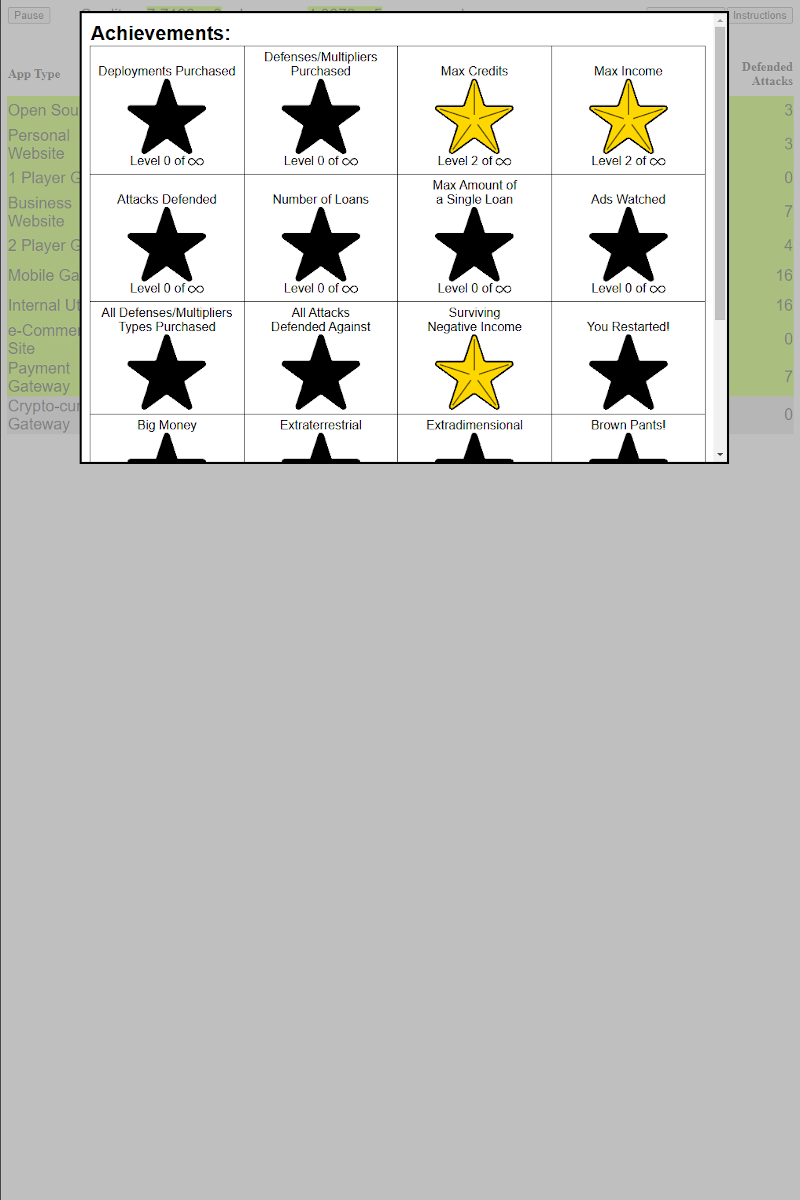 Pause
Instructions
Achievements:
App Type
Defended
Attacks
Deployments Purchased
Defenses/Multipliers
Purchased
Max Credits
Max Income
Level 0 of ∞
Level 0 of ∞
Level 2 of ∞
Level 2 of ∞
Attacks Defended
Number of Loans
Max Amount of
a Single Loan
Ads Watched
Level 0 of ∞
Level 0 of ∞
Level 0 of ∞
Level 0 of ∞
All Defenses/Multipliers
Types Purchased
All Attacks
Defended Against
Surviving
Negative Income
You Restarted!
Big Money
Extraterrestrial
Extradimensional
Brown Pants!
Open Sou
3
Personal
Website
3
1 Player G
0
Business
Website
7
2 Player G
4
Mobile Ga
16
Internal Ut
16
e-Commer
Site
0
Payment
Gateway
7
Crypto-cur
Gateway
0